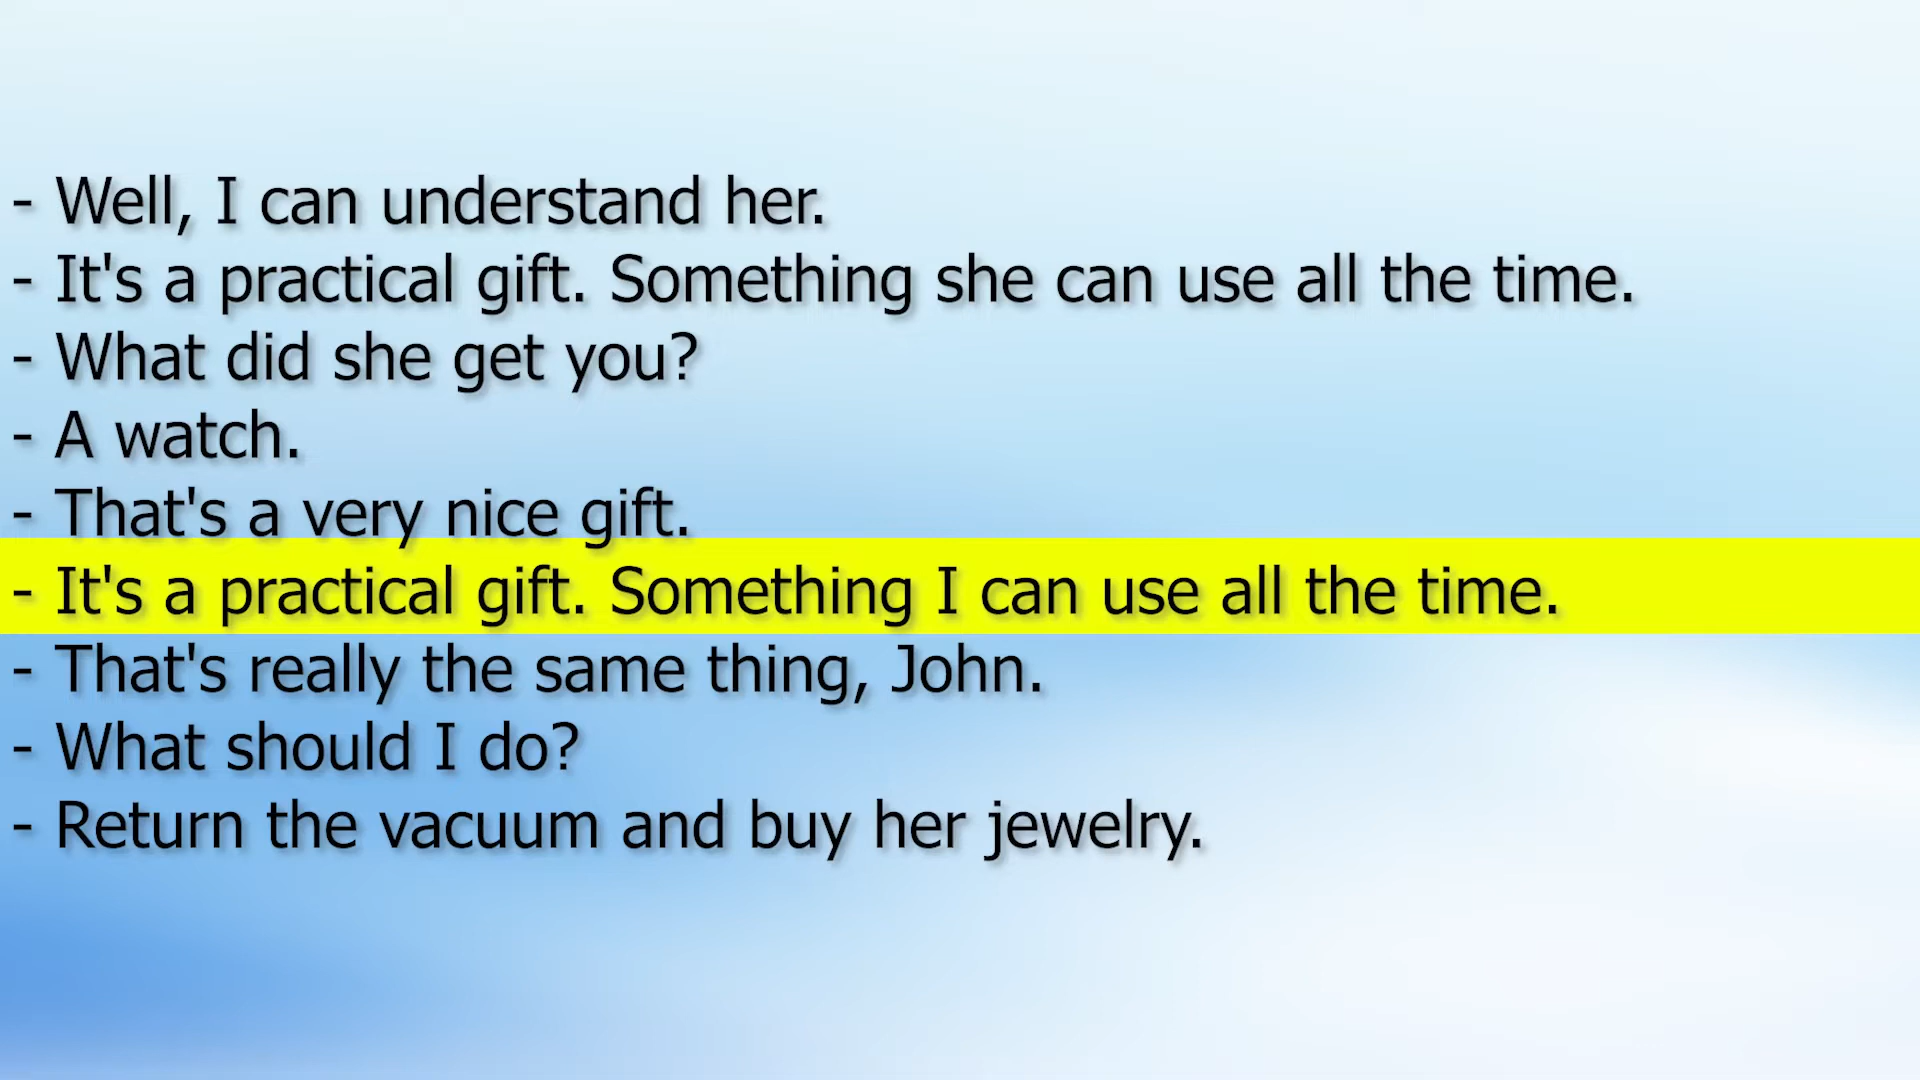 - Well, I can understand her.
- It's a practical gift. Something she can use all the time.
- What did she get you?
- A watch.
- That's a very nice gift.
- It's a practical gift. Something I can use all the time.
- That's really the same thing, John.
- What should I do?
- Return the vacuum and buy her jewelry.